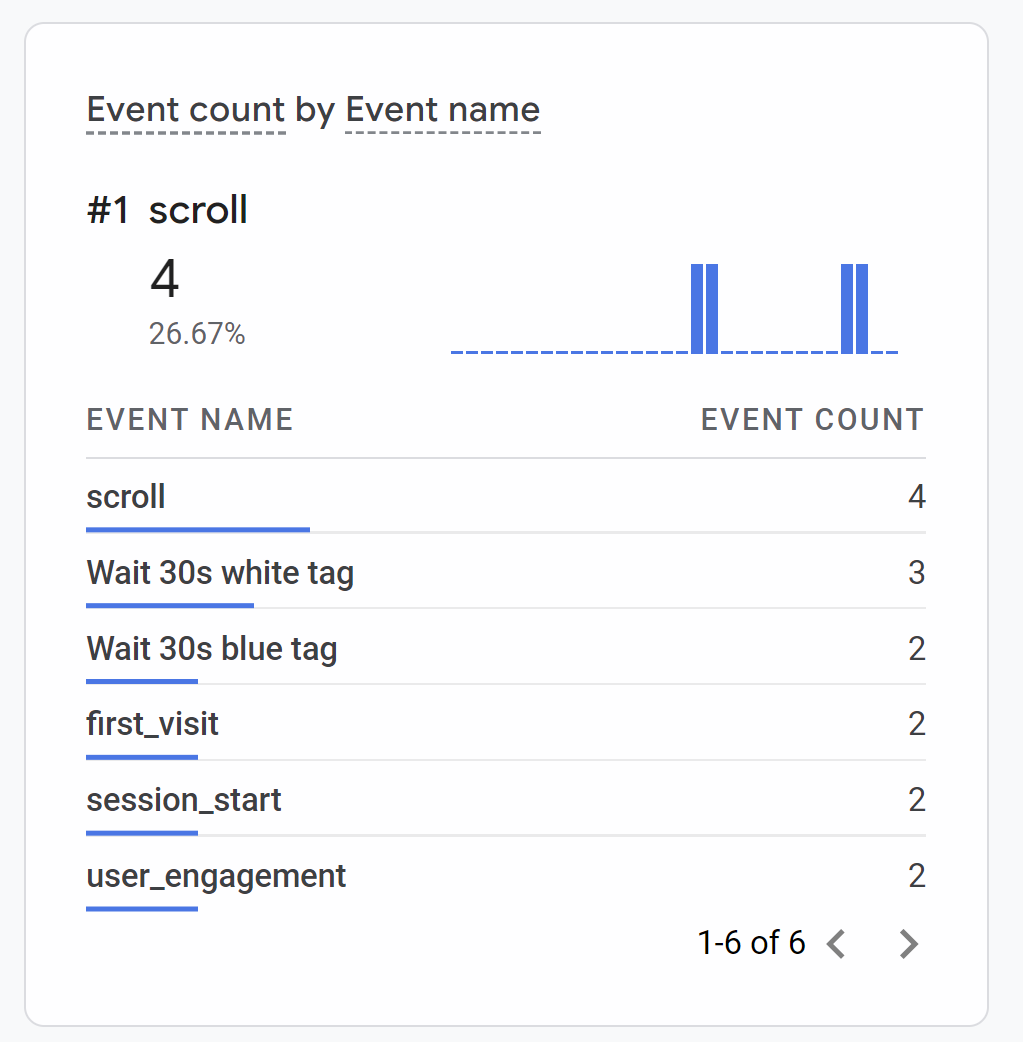 Event count by Event name
#1 scroll
4
26.67%
EVENT NAME EVENT COUNT
scroll 4
Wait 30s white tag 3
Wait 30s blue tag 2
first_visit 2
session_start 2
user_engagement 2
1-6 of 6